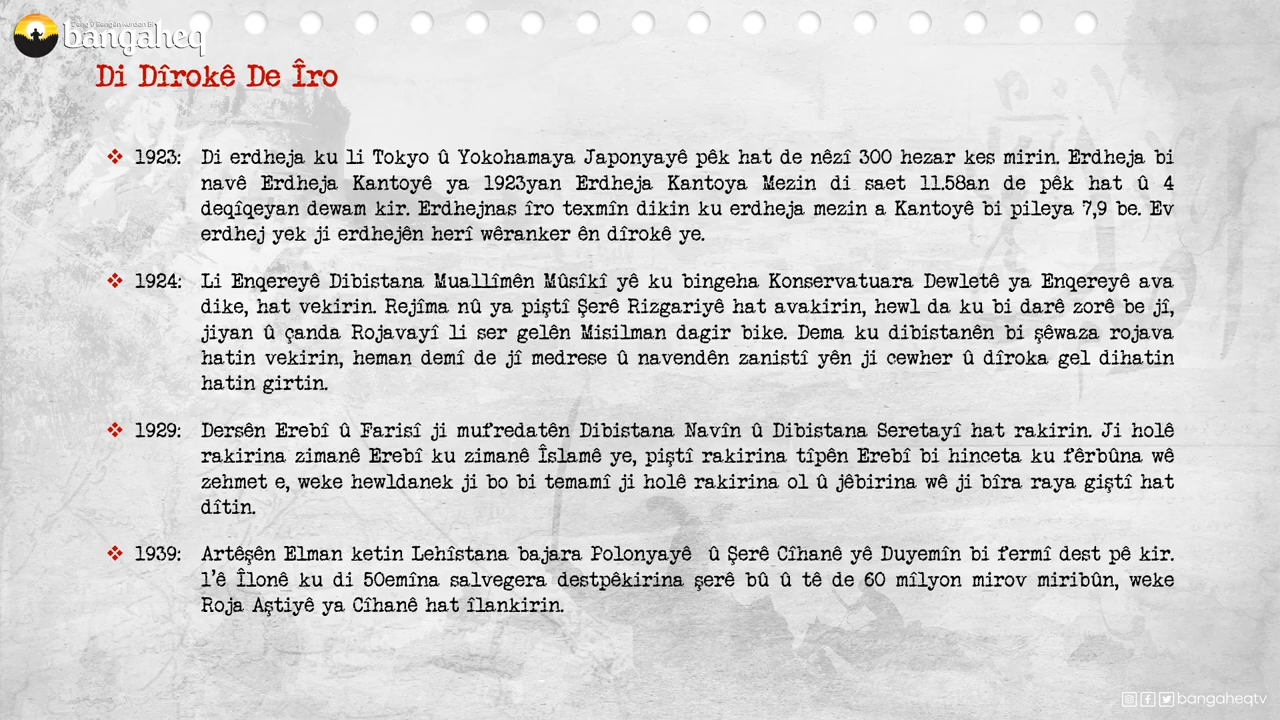 Deng û Rengên Kurdan Bi
bangaheq
Di Dîrokê De Îro
❖ 1923: Di erdheja ku li Tokyo û Yokohamaya Japonyayê pêk hat de nêzî 300 hezar kes mirin. Erdheja bi
navê Erdheja Kantoyê ya 1923yan Erdheja Kantoya Mezin di saet 11.58an de pêk hat û 4
deqîqeyan dewam kir. Erdhejnas îro texmîn dikin ku erdheja mezin a Kantoyê bi pileya 7,9 be. Ev
erdhej yek ji erdhejên herî wêranker ên dîrokê ye.
❖ 1924: Li Enqereyê Dibistana Muallîmên Mûsîkî yê ku bingeha Konservatuara Dewletê ya Enqereyê ava
dike, hat vekirin. Rejîma nû ya piştî Şerê Rizgariyê hat avakirin, hewl da ku bi darê zorê be jî,
jiyan û çanda Rojavayî li ser gelên Misilman dagir bike. Dema ku dibistanên bi şêwaza rojava
hatin vekirin, heman demî de jî medrese û navendên zanistî yên ji cewher û dîroka gel dihatin
hatin girtin.
❖ 1929: Dersên Erebî û Farisî ji mufredatên Dibistana Navîn û Dibistana Seretayî hat rakirin. Ji holê
rakirina zimanê Erebî ku zimanê Îslamê ye, piştî rakirina tîpên Erebî bi hinceta ku fêrbûna wê
zehmet e, weke hewldanek ji bo bi temamî ji holê rakirina ol û jêbirina wê ji bîra raya giştî hat
dîtin.
❖ 1939: Artêşên Elman ketin Lehîstana bajara Polonyayê û Şerê Cîhanê yê Duyemîn bi fermî dest pê kir.
1'ê Îlonê ku di 50emîna salvegera destpêkirina şerê bû û tê de 60 mîlyon mirov miribûn, weke
Roja Aştiyê ya Cîhanê hat îlankirin.
bangaheqtv